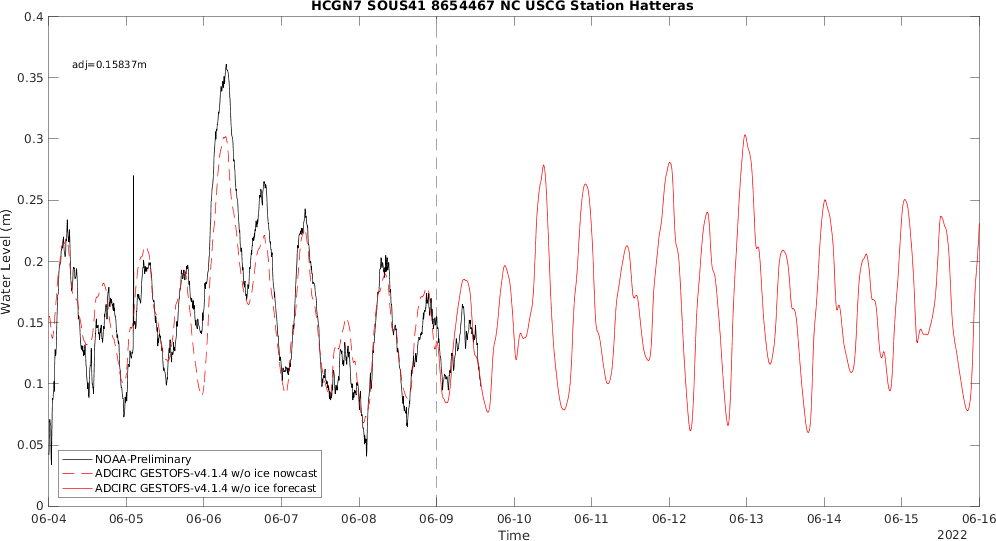 HCGN7 SOUS41 8654467 NC USCG Station Hatteras
adj=0.15837m
Water Level (m)
0.4
0.35
0.3
0.25
0.2
0.15
0.1
0.05
0
NOAA-Preliminary
ADCIRC GESTOFS-v4.1.4 w/o ice nowcast
ADCIRC GESTOFS-v4.1.4 w/o ice forecast
06-04 06-05 06-06 06-07 06-08 06-09 06-10 06-11 06-12 06-13 06-14 06-15 06-16
Time
2022